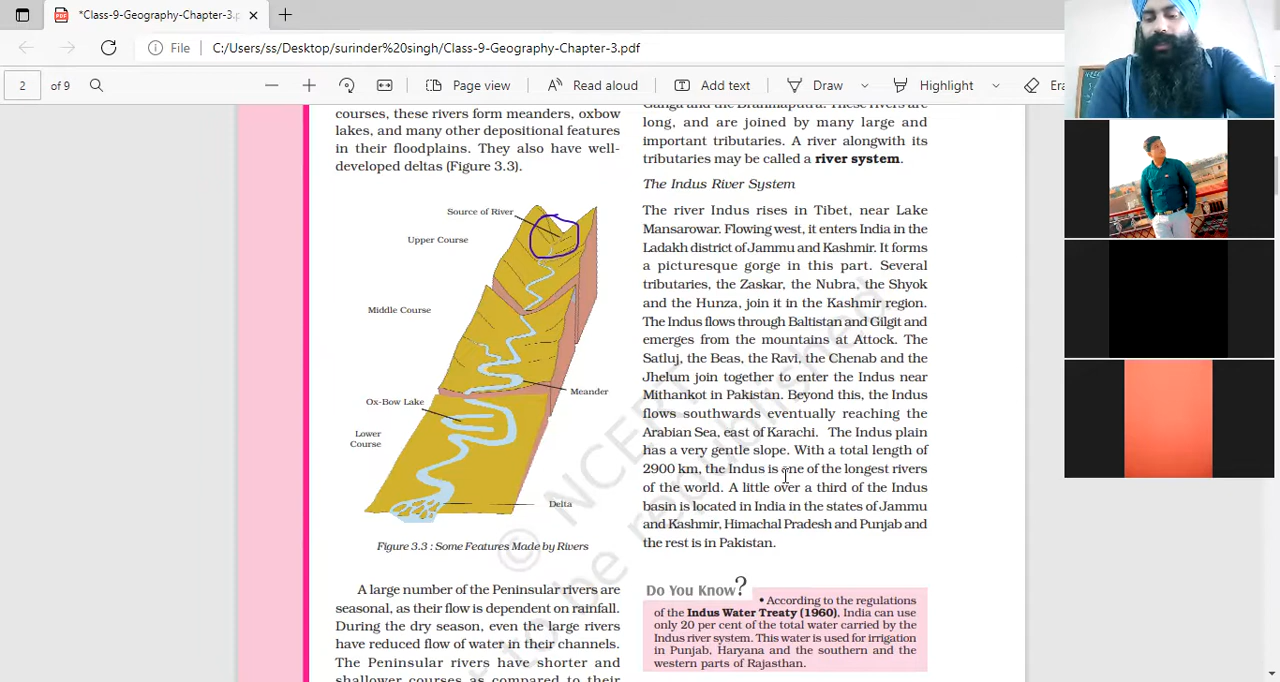 *Class-9-Geography-Chapter-3.p
File
C:/Users/ss/Desktop/surinder%20singh/Class-9-Geography-Chapter-3.pdf
2
of 9
Page view
Read aloud
Add text
Draw
Highlight
Era
courses, these rivers form meanders, oxbow
lakes, and many other depositional features
in their floodplains. They also have well-
developed deltas (Figure 3.3).
Source of River
Upper Course
Middle Course
Meander
Ox-Bow Lake
Lower
Course
Delta
Figure 3.3 : Some Features Made by Rivers
A large number of the Peninsular rivers are
seasonal, as their flow is dependent on rainfall.
During the dry season, even the large rivers
have reduced flow of water in their channels.
The Peninsular rivers have shorter and
shallower courses as compared to their
Ganga and the Brahmaputra. These rivers are
long, and are joined by many large and
important tributaries. A river alongwith its
tributaries may be called a river system.
The Indus River System
The river Indus rises in Tibet, near Lake
Mansarowar. Flowing west, it enters India in the
Ladakh district of Jammu and Kashmir. It forms
a picturesque gorge in this part. Several
tributaries, the Zaskar, the Nubra, the Shyok
and the Hunza, join it in the Kashmir region.
The Indus flows through Baltistan and Gilgit and
emerges from the mountains at Attock. The
Satluj, the Beas, the Ravi, the Chenab and the
Jhelum join together to enter the Indus near
Mithankot in Pakistan. Beyond this, the Indus
flows southwards eventually reaching the
Arabian Sea, east of Karachi. The Indus plain
has a very gentle slope. With a total length of
2900 km, the Indus is one of the longest rivers
of the world. A little over a third of the Indus
basin is located in India in the states of Jammu
and Kashmir, Himachal Pradesh and Punjab and
the rest is in Pakistan.
Do You Know?
• According to the regulations
of the Indus Water Treaty (1960), India can use
only 20 per cent of the total water carried by the
Indus river system. This water is used for irrigation
in Punjab, Haryana and the southern and the
western parts of Rajasthan.
© NCERT
be republished